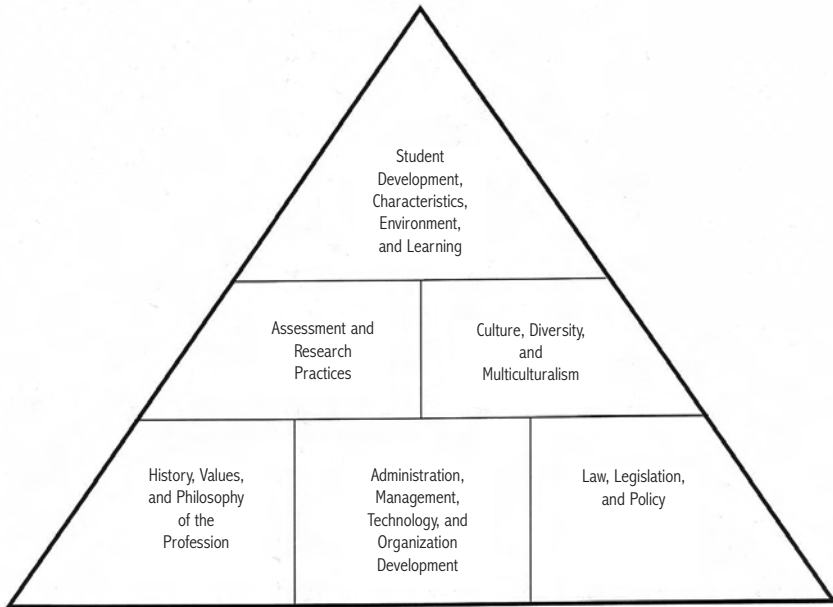 Student
Development,
Characteristics,
Environment,
and Learning
Assessment and
Research
Practices
Culture, Diversity,
and
Multiculturalism
History, Values,
and Philosophy
of the
Profession
Administration,
Management,
Technology, and
Organization
Development
Law, Legislation,
and Policy